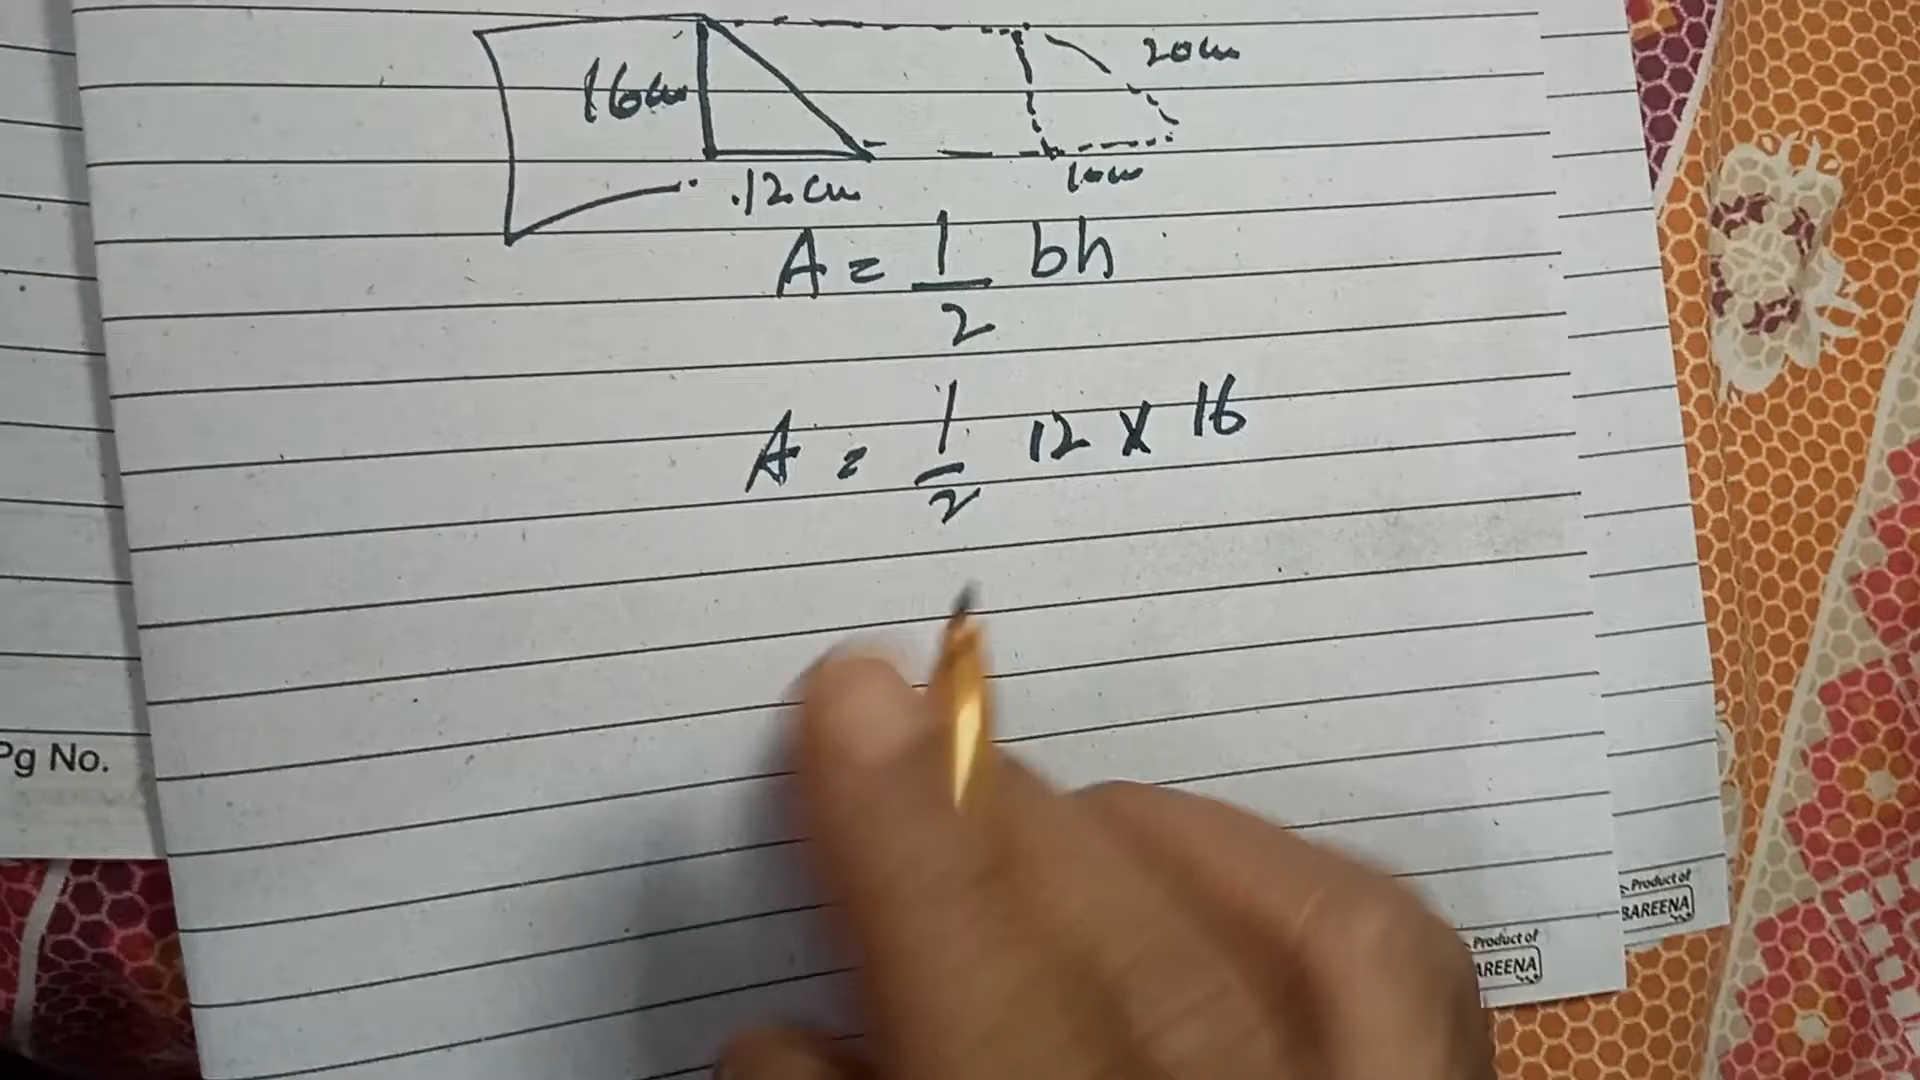 20cm
16cm
10cm
.12cm
A = 1/2 bh
A = 1/2 12 x 16
Pg No.
Product of
BAREENA
Product of
AREENA